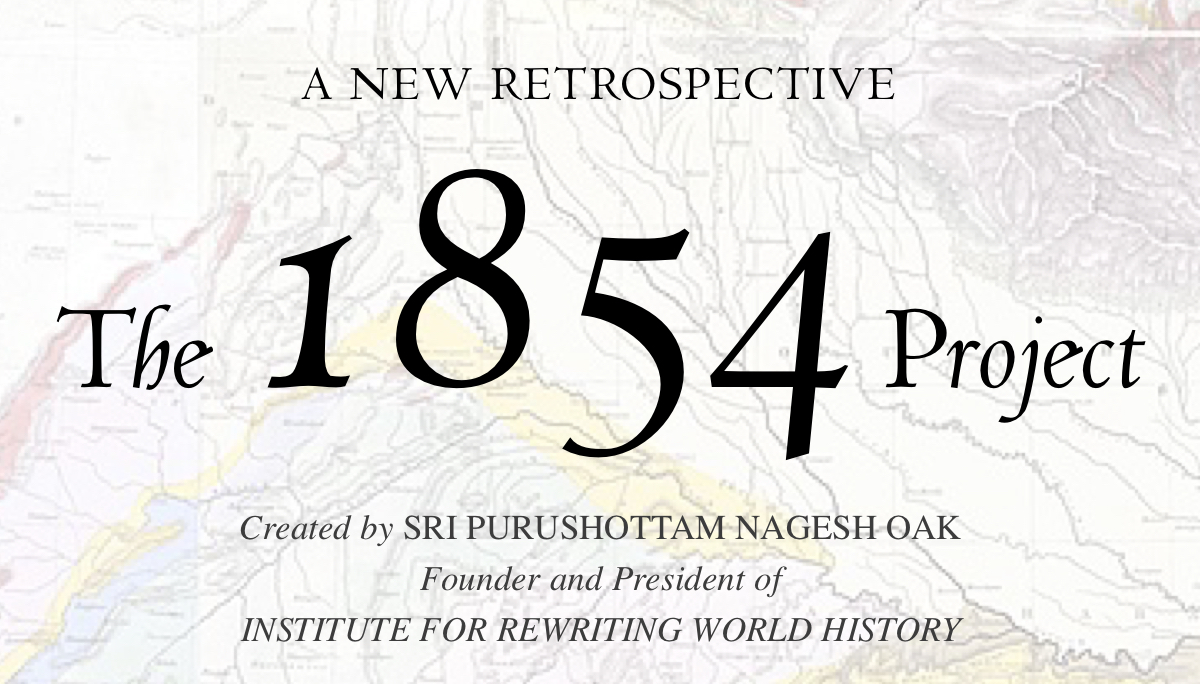 A NEW RETROSPECTIVE
The 1854 Project
Created by SRI PURUSHOTTAM NAGESH OAK
Founder and President of
INSTITUTE FOR REWRITING WORLD HISTORY